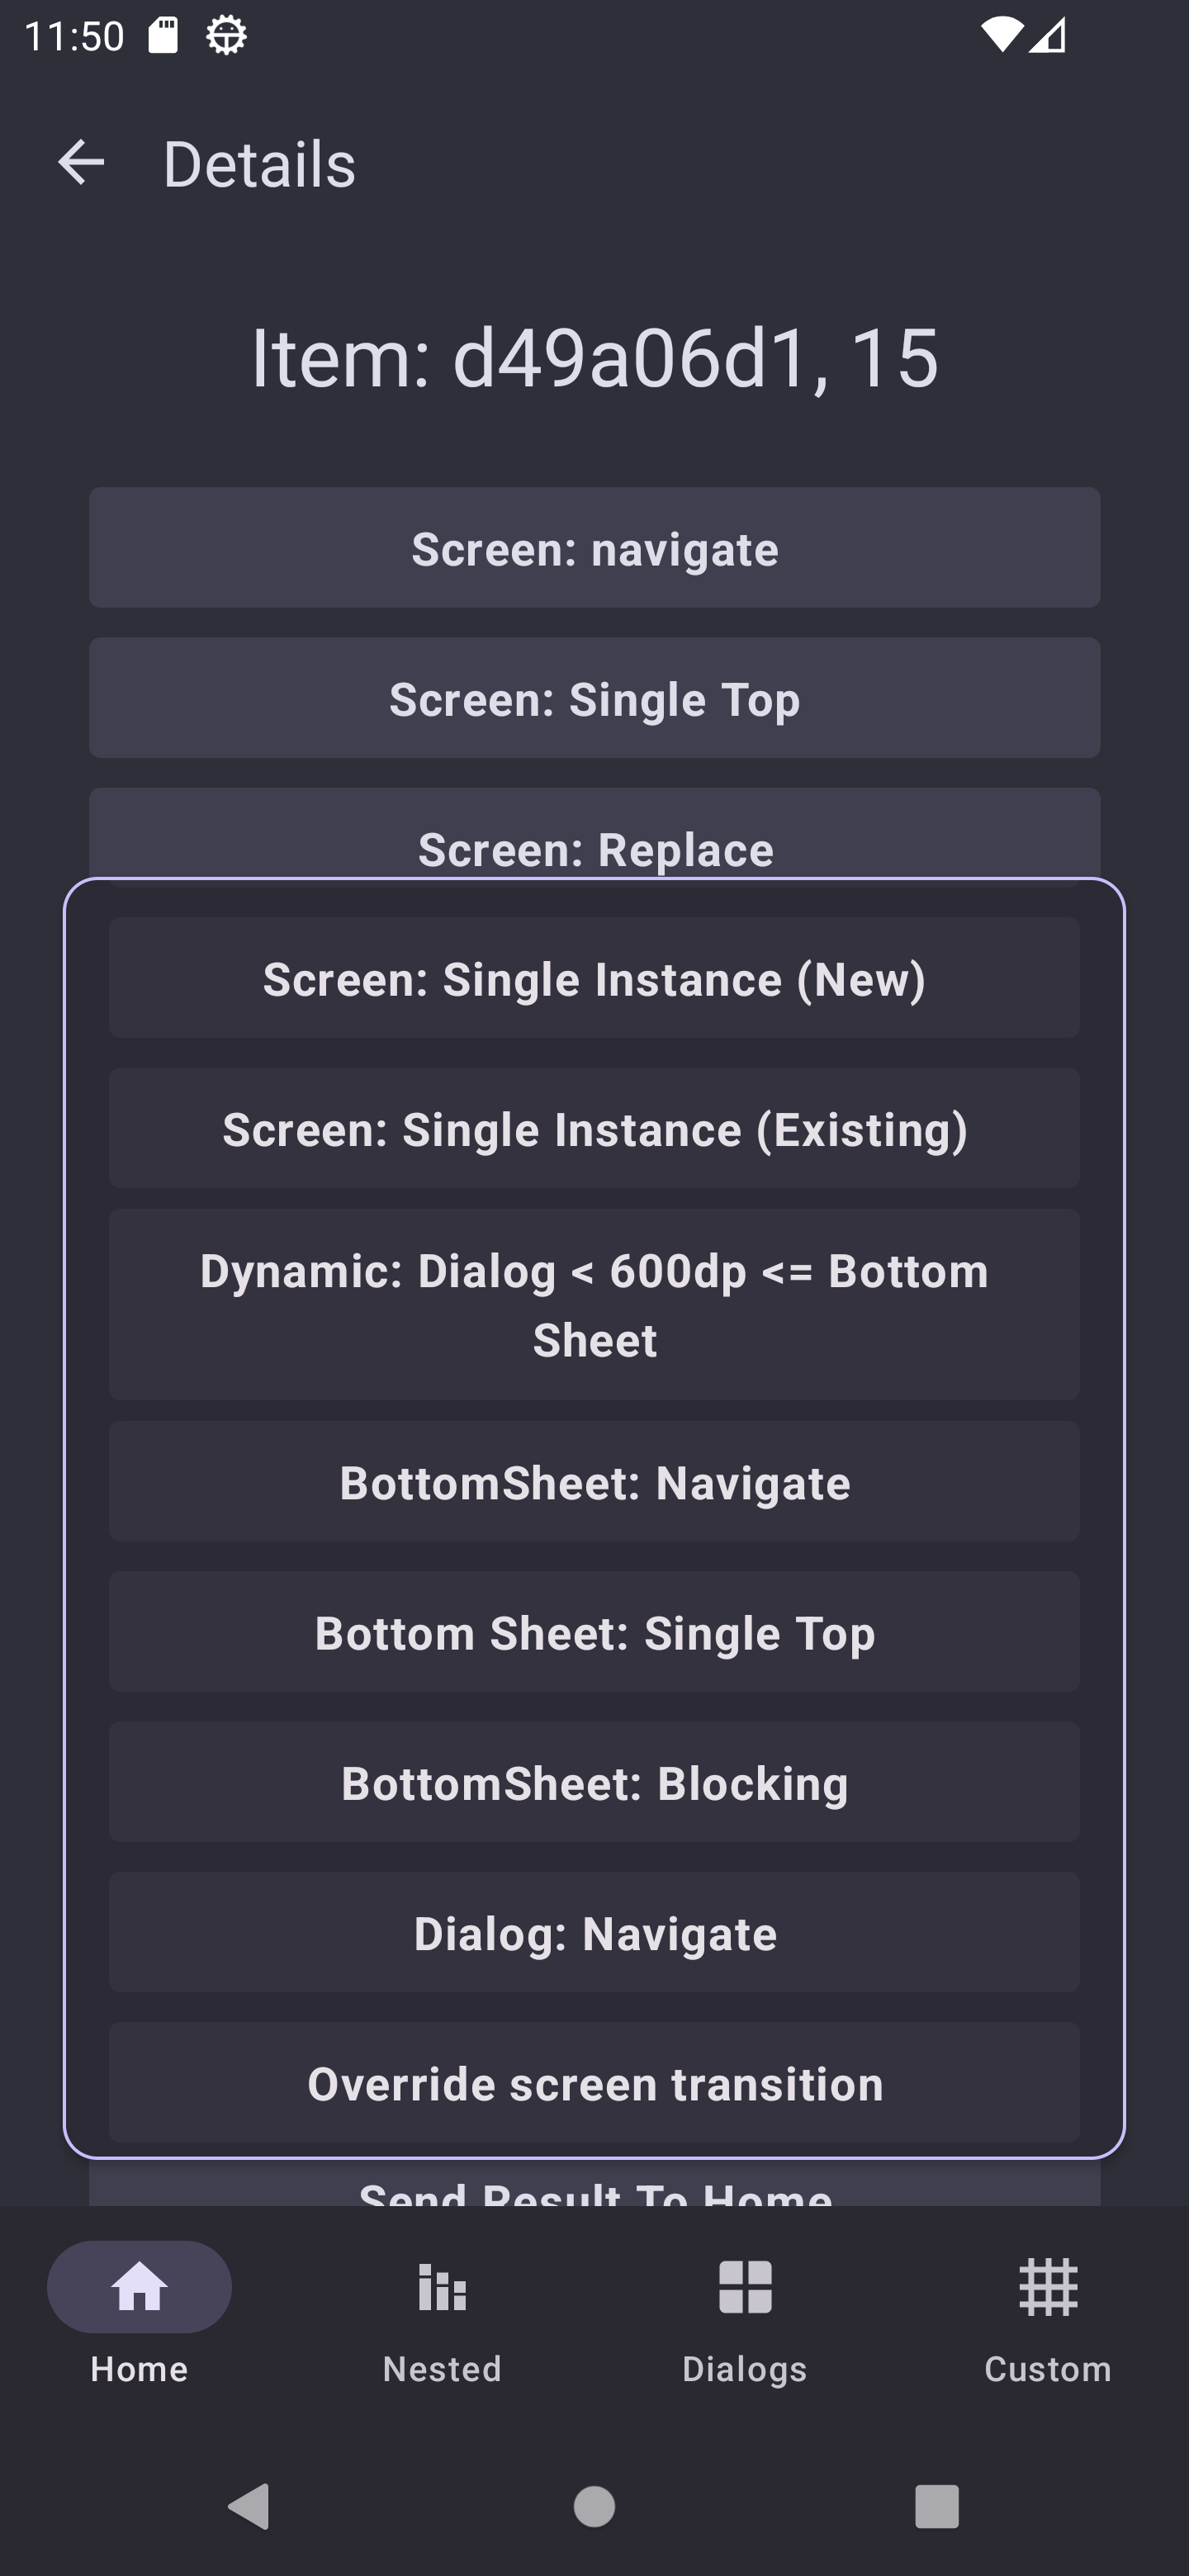 11:50
Details
Item: d49a06d1, 15
Screen: navigate
Screen: Single Top
Screen: Replace
Screen: Single Instance (New)
Screen: Single Instance (Existing)
Dynamic: Dialog < 600dp <= Bottom
Sheet
BottomSheet: Navigate
Bottom Sheet: Single Top
BottomSheet: Blocking
Dialog: Navigate
Override screen transition
Send Result To Home
Home
Nested
Dialogs
Custom